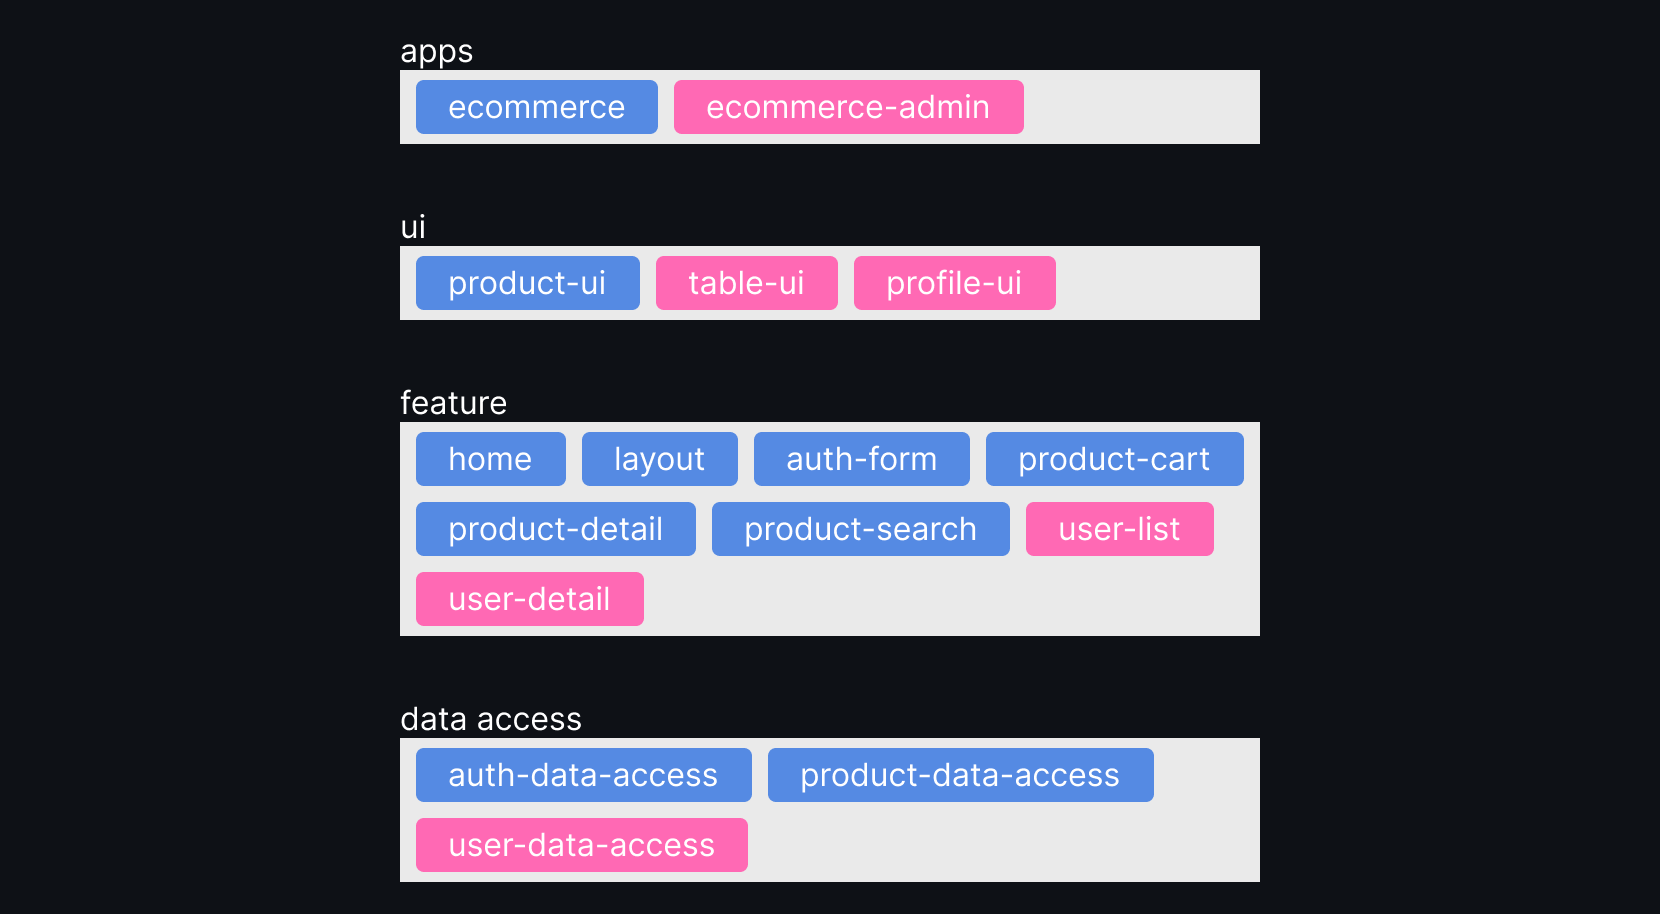 apps
ecommerce ecommerce-admin
ui
product-ui table-ui profile-ui
feature
home layout auth-form product-cart
product-detail product-search user-list
user-detail
data access
auth-data-access product-data-access
user-data-access